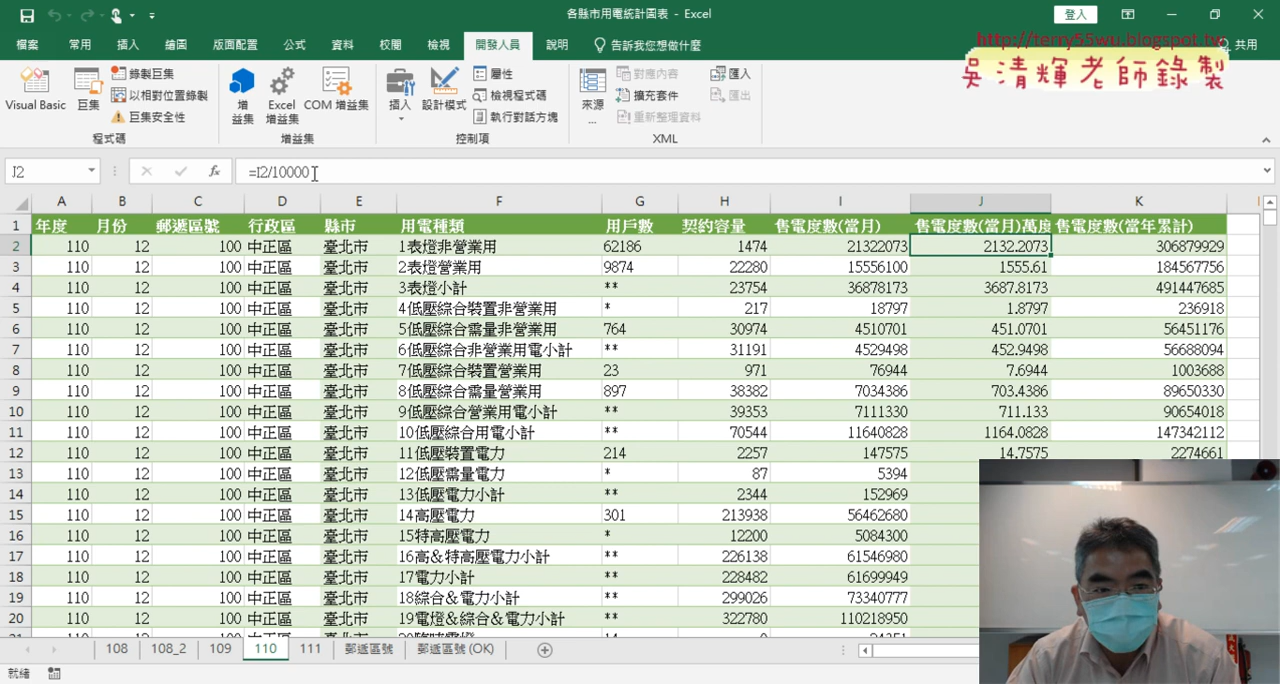 各縣市用電統計圖表 - Excel
登入
檔案 常用 插入 繪圖 版面配置 公式 資料 校閱 檢視 開發人員 說明 告訴我您想做什麼 共用
http://terry55wu.blogspot.tw
吳清輝老師錄製
Visual Basic 巨集 錄製巨集 以相對位置錄製 巨集安全性
增益集 Excel 增益集 COM 增益集
插入 設計模式 屬性 檢視程式碼 執行對話方塊
來源 ... 對應內容 擴充套件 重新整理資料 匯入 匯出
程式碼 增益集 控制項 XML
J2 fx =I2/10000
A B C D E F G H I J K
1 年度 月份 郵遞區號 行政區 縣市 用電種類 用戶數 契約容量 售電度數(當月) 售電度數(當月)萬度 售電度數(當年累計)
2 110 12 100 中正區 臺北市 1表燈非營業用 62186 1474 21322073 2132.2073 306879929
3 110 12 100 中正區 臺北市 2表燈營業用 9874 22280 15556100 1555.61 184567756
4 110 12 100 中正區 臺北市 3表燈小計 ** 23754 36878173 3687.8173 491447685
5 110 12 100 中正區 臺北市 4低壓綜合裝置非營業用 * 217 18797 1.8797 236918
6 110 12 100 中正區 臺北市 5低壓綜合需量非營業用 764 30974 4510701 451.0701 56451176
7 110 12 100 中正區 臺北市 6低壓綜合非營業用電小計 ** 31191 4529498 452.9498 56688094
8 110 12 100 中正區 臺北市 7低壓綜合裝置營業用 23 971 76944 7.6944 1003688
9 110 12 100 中正區 臺北市 8低壓綜合需量營業用 897 38382 7034386 703.4386 89650330
10 110 12 100 中正區 臺北市 9低壓綜合營業用電小計 ** 39353 7111330 711.133 90654018
11 110 12 100 中正區 臺北市 10低壓綜合用電小計 ** 70544 11640828 1164.0828 147342112
12 110 12 100 中正區 臺北市 11低壓裝置電力 214 2257 147575 14.7575 2274661
13 110 12 100 中正區 臺北市 12低壓需量電力 * 87 5394
14 110 12 100 中正區 臺北市 13低壓電力小計 ** 2344 152969
15 110 12 100 中正區 臺北市 14高壓電力 301 213938 56462680
16 110 12 100 中正區 臺北市 15特高壓電力 * 12200 5084300
17 110 12 100 中正區 臺北市 16高&特高壓電力小計 ** 226138 61546980
18 110 12 100 中正區 臺北市 17電力小計 ** 228482 61699949
19 110 12 100 中正區 臺北市 18綜合&電力小計 ** 299026 73340777
20 110 12 100 中正區 臺北市 19電燈&綜合&電力小計 ** 322780 110218950
108 108_2 109 110 111 郵遞區號 郵遞區號 (OK)
就緒